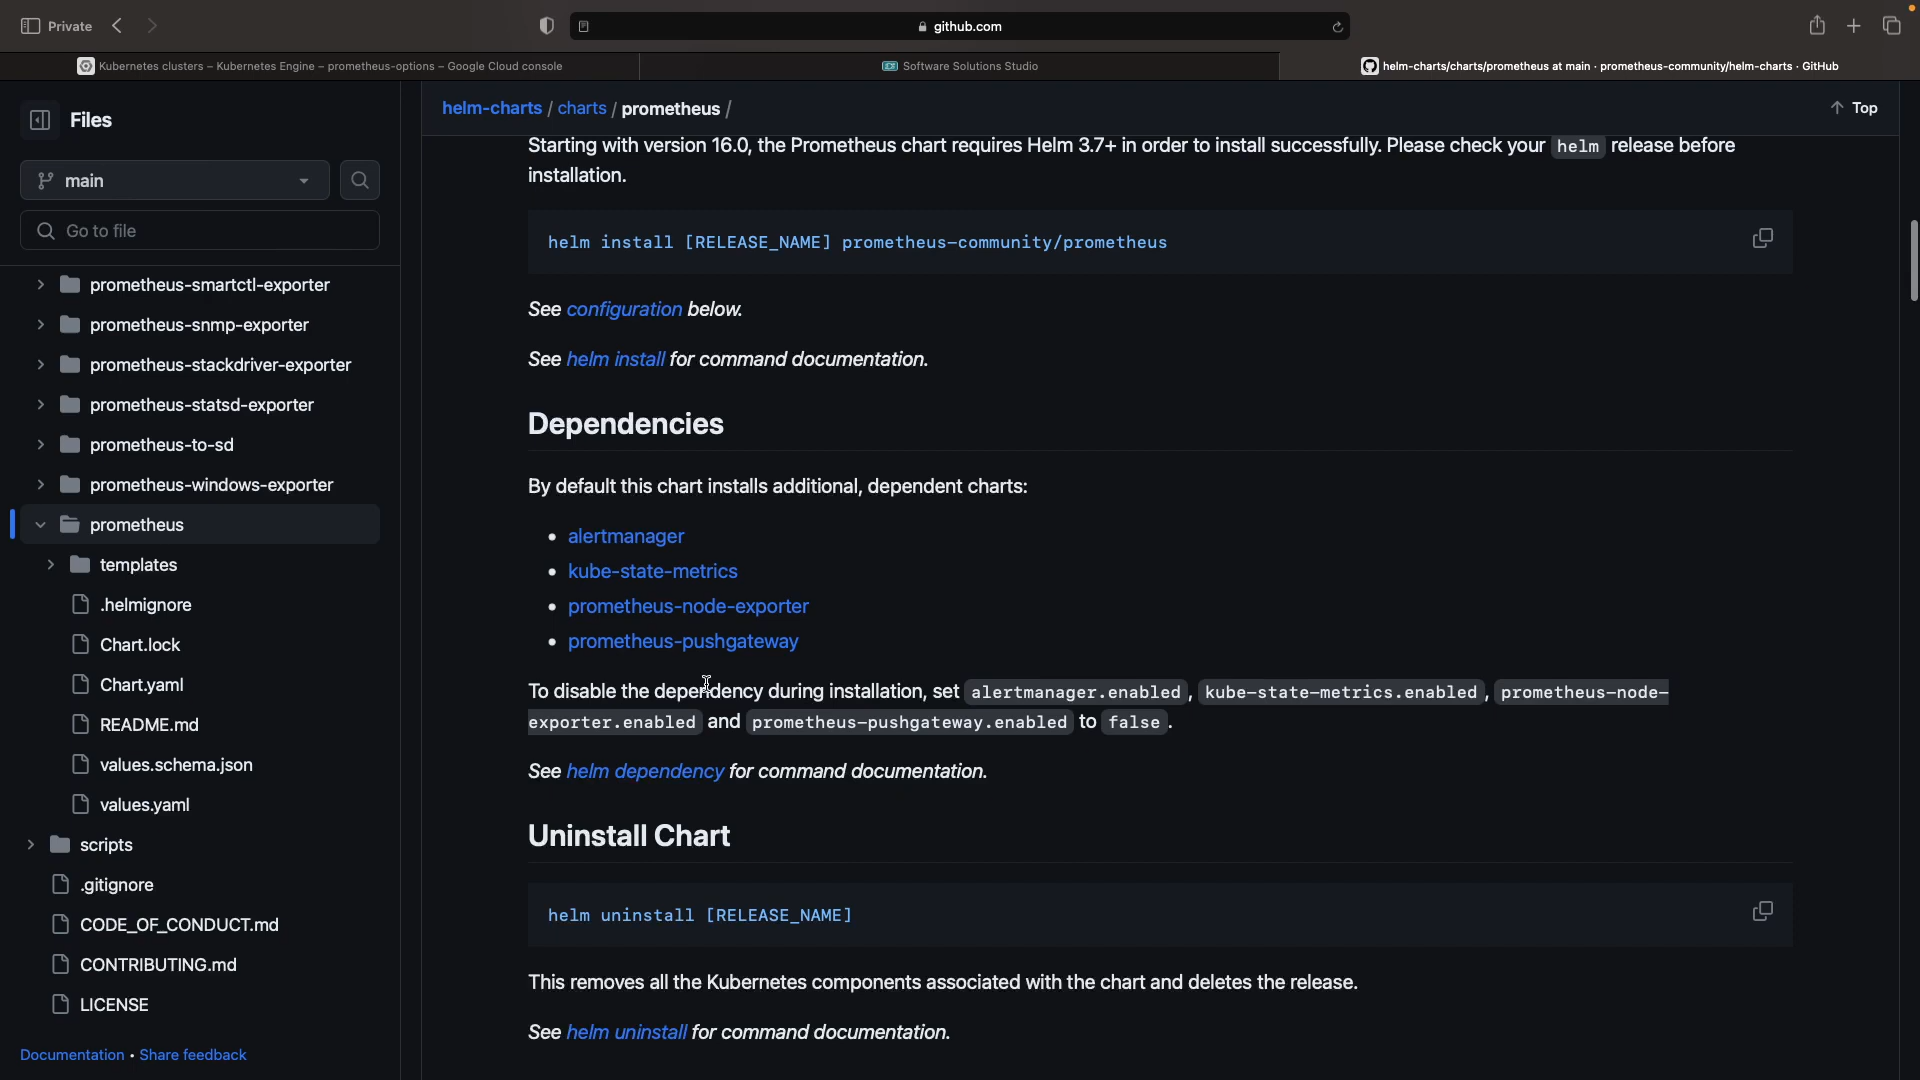 Private
github.com
Kubernetes clusters – Kubernetes Engine – prometheus-options – Google Cloud console
Software Solutions Studio
helm-charts/charts/prometheus at main · prometheus-community/helm-charts · GitHub
Files
main
Go to file
prometheus-smartctl-exporter
prometheus-snmp-exporter
prometheus-stackdriver-exporter
prometheus-statsd-exporter
prometheus-to-sd
prometheus-windows-exporter
prometheus
templates
.helmignore
Chart.lock
Chart.yaml
README.md
values.schema.json
values.yaml
scripts
.gitignore
CODE_OF_CONDUCT.md
CONTRIBUTING.md
LICENSE
Documentation • Share feedback
helm-charts / charts / prometheus /
Top
Starting with version 16.0, the Prometheus chart requires Helm 3.7+ in order to install successfully. Please check your helm release before
installation.
helm install [RELEASE_NAME] prometheus-community/prometheus
See configuration below.
See helm install for command documentation.
Dependencies
By default this chart installs additional, dependent charts:
• alertmanager
• kube-state-metrics
• prometheus-node-exporter
• prometheus-pushgateway
To disable the dependency during installation, set alertmanager.enabled, kube-state-metrics.enabled, prometheus-node-
exporter.enabled and prometheus-pushgateway.enabled to false.
See helm dependency for command documentation.
Uninstall Chart
helm uninstall [RELEASE_NAME]
This removes all the Kubernetes components associated with the chart and deletes the release.
See helm uninstall for command documentation.